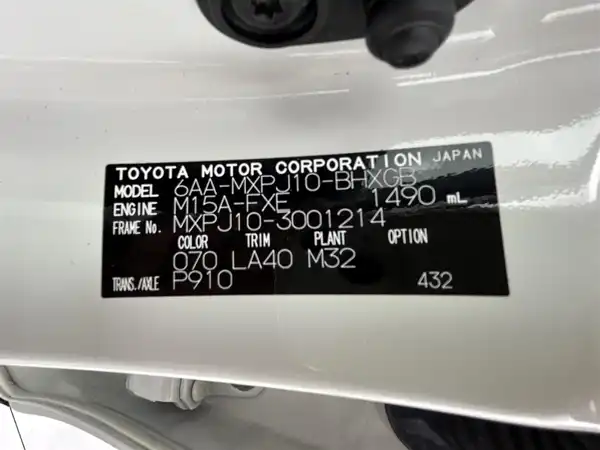 TOYOTA MOTOR CORPORATION JAPAN
MODEL 6AA-MXPJ10-BHXGB
ENGINE M15A-FXE 1490 mL
FRAME No. MXPJ10-3001214
COLOR TRIM PLANT OPTION
070 LA40 M32
TRANS./AXLE P910 432